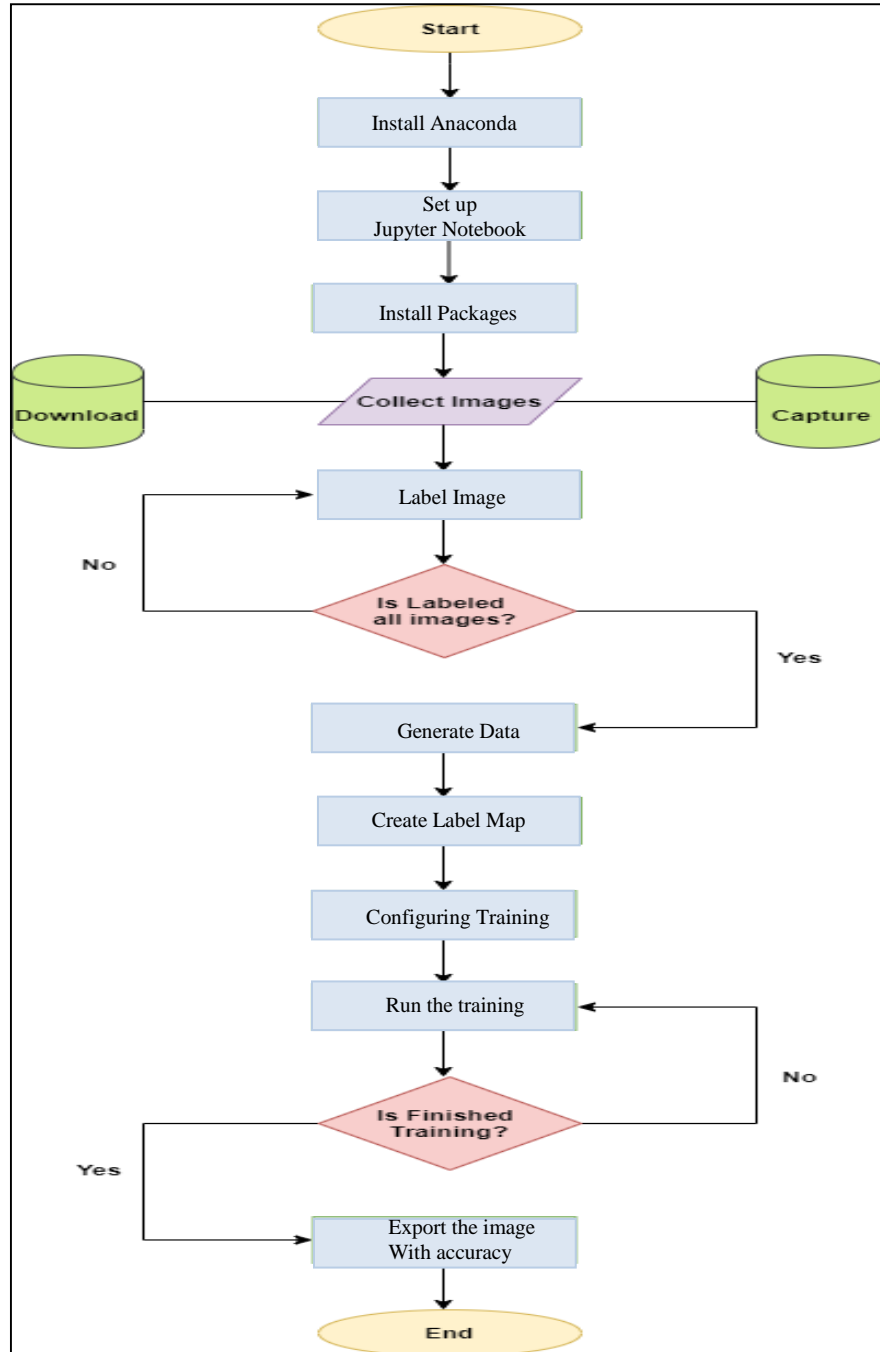 Start
Install Anaconda
Set up
Jupyter Notebook
Install Packages
Download
Collect Images
Capture
Label Image
No
Is Labeled
all images?
Yes
Generate Data
Create Label Map
Configuring Training
Run the training
No
Is Finished
Training?
Yes
Export the image
With accuracy
End